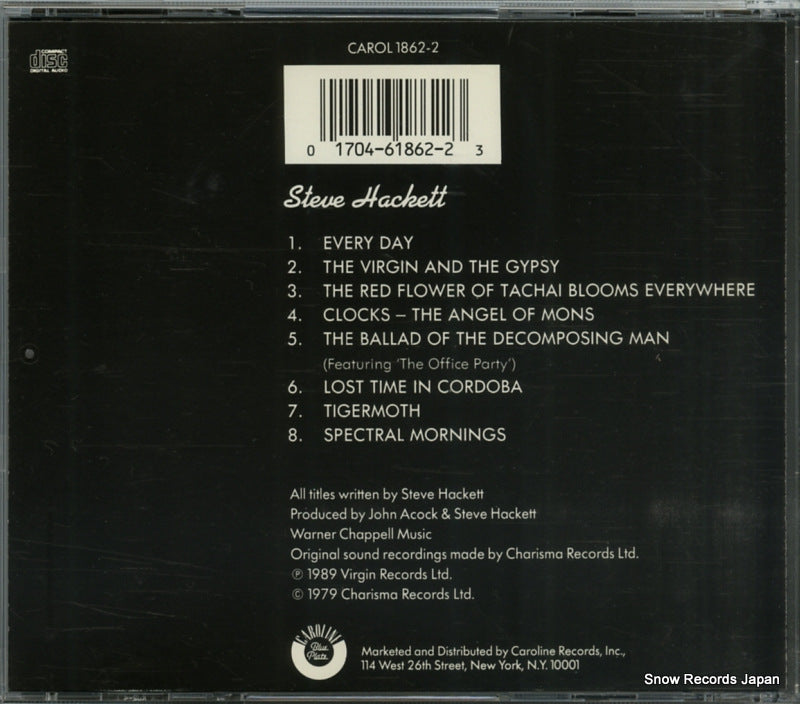 CAROL 1862-2
COMPACT
disc
DIGITAL AUDIO
0 1704-61862-2 3
Steve Hackett
1. EVERY DAY
2. THE VIRGIN AND THE GYPSY
3. THE RED FLOWER OF TACHAI BLOOMS EVERYWHERE
4. CLOCKS – THE ANGEL OF MONS
5. THE BALLAD OF THE DECOMPOSING MAN
(Featuring 'The Office Party')
6. LOST TIME IN CORDOBA
7. TIGERMOTH
8. SPECTRAL MORNINGS
All titles written by Steve Hackett
Produced by John Acock & Steve Hackett
Warner Chappell Music
Original sound recordings made by Charisma Records Ltd.
℗ 1989 Virgin Records Ltd.
© 1979 Charisma Records Ltd.
CAROLINE
Blue
Plate
Marketed and Distributed by Caroline Records, Inc.,
114 West 26th Street, New York, N.Y. 10001
Snow Records Japan